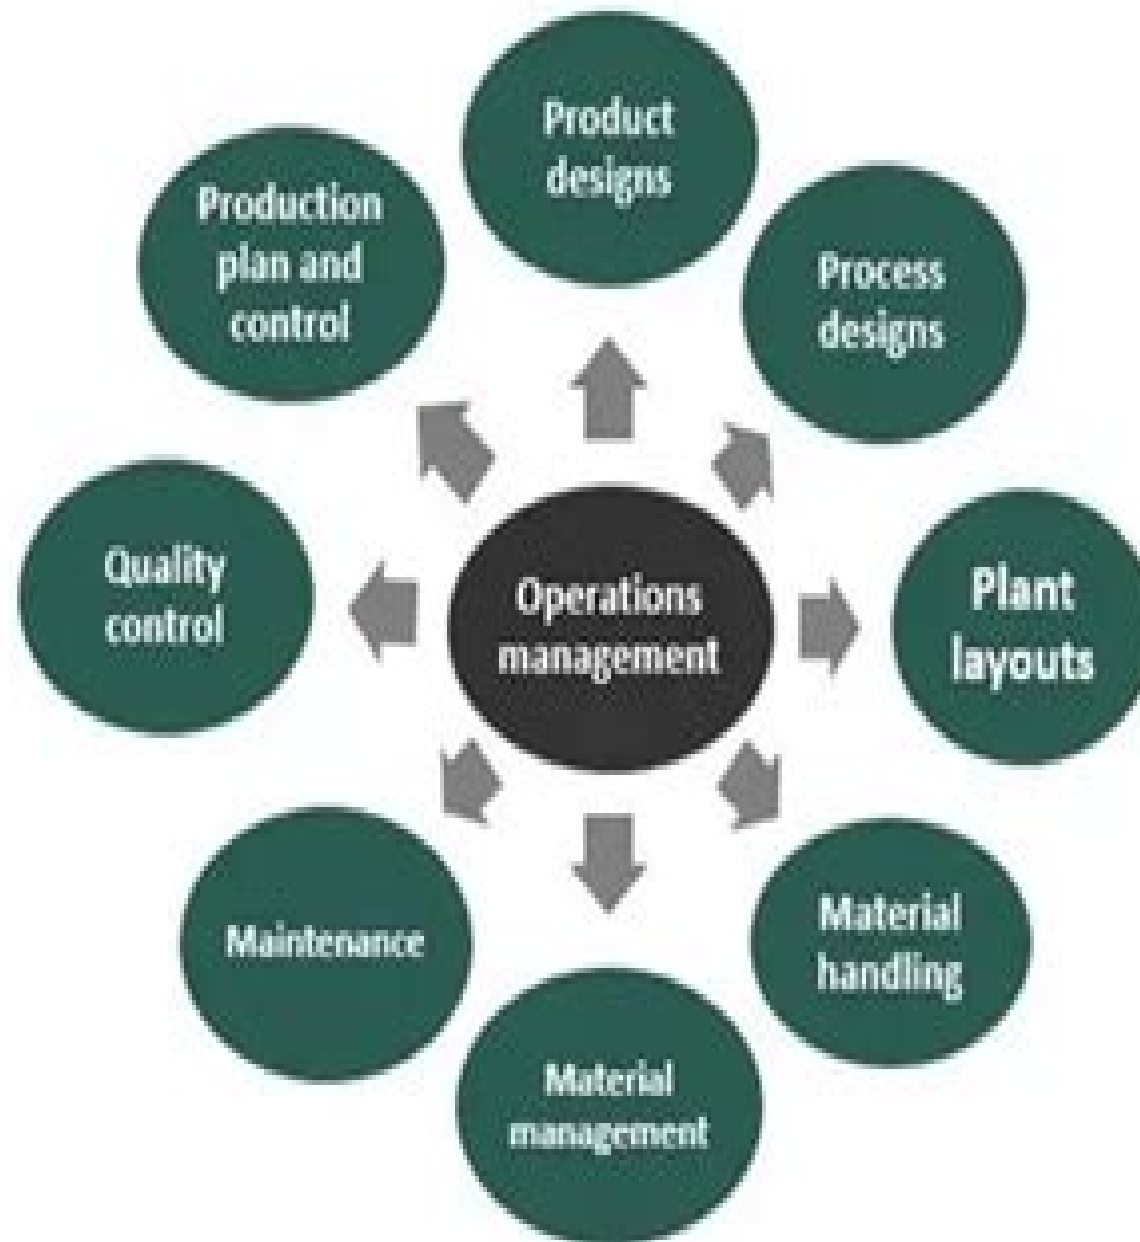 Product
designs
Process
designs
Plant
layouts
Material
handling
Material
management
Maintenance
Quality
control
Production
plan and
control
Operations
management